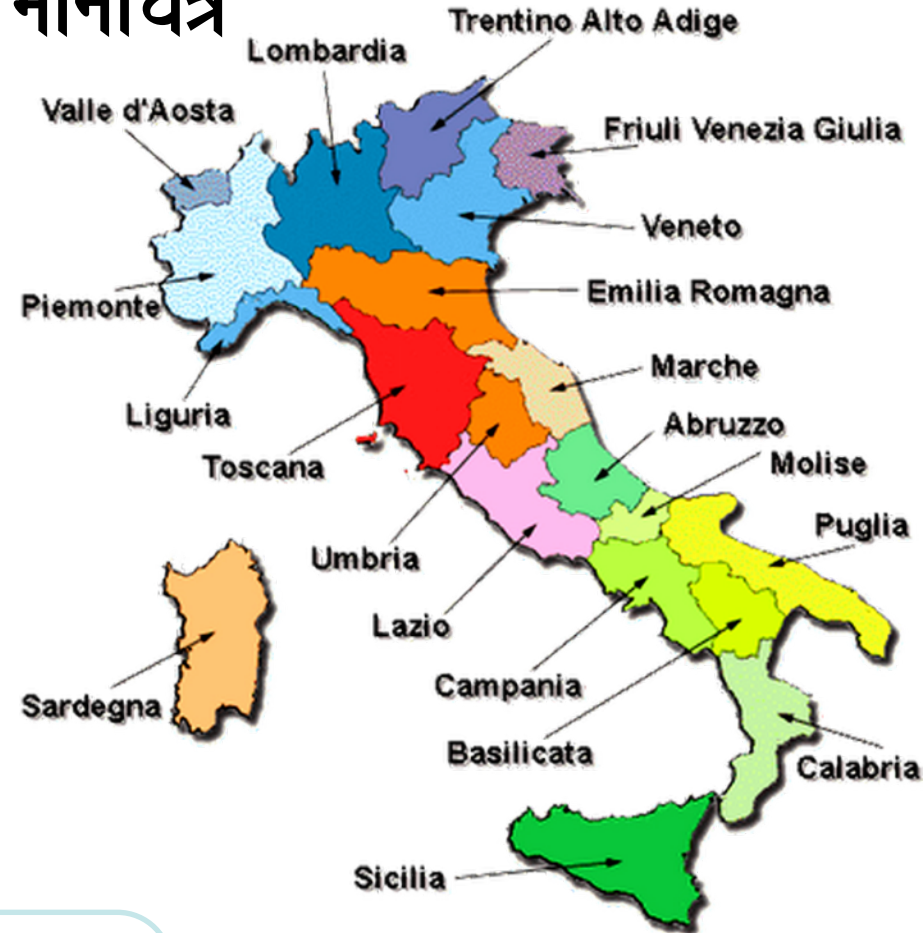 मानचित्र
Trentino Alto Adige
Lombardia
Valle d'Aosta
Friuli Venezia Giulia
Veneto
Piemonte
Emilia Romagna
Marche
Liguria
Abruzzo
Toscana
Molise
Puglia
Umbria
Lazio
Campania
Sardegna
Basilicata
Calabria
Sicilia